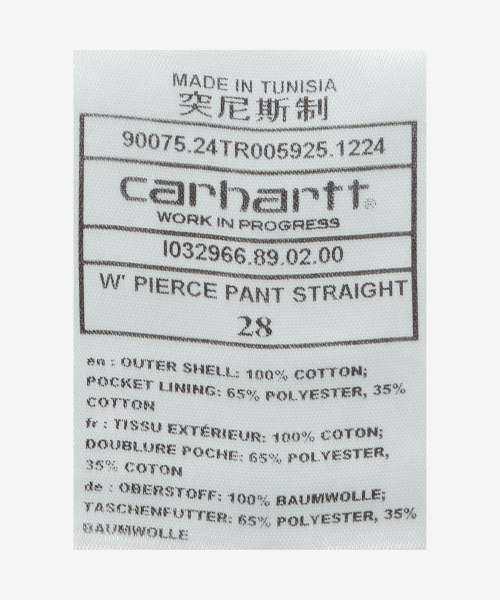 MADE IN TUNISIA
突尼斯制
90075.24TR005925.1224
carhartt®
WORK IN PROGRESS
I032966.89.02.00
W' PIERCE PANT STRAIGHT
28
en : OUTER SHELL: 100% COTTON;
POCKET LINING: 65% POLYESTER, 35%
COTTON
fr : TISSU EXTÉRIEUR: 100% COTON;
DOUBLURE POCHE: 65% POLYESTER,
35% COTON
de : OBERSTOFF: 100% BAUMWOLLE;
TASCHENFUTTER: 65% POLYESTER, 35%
BAUMWOLLE